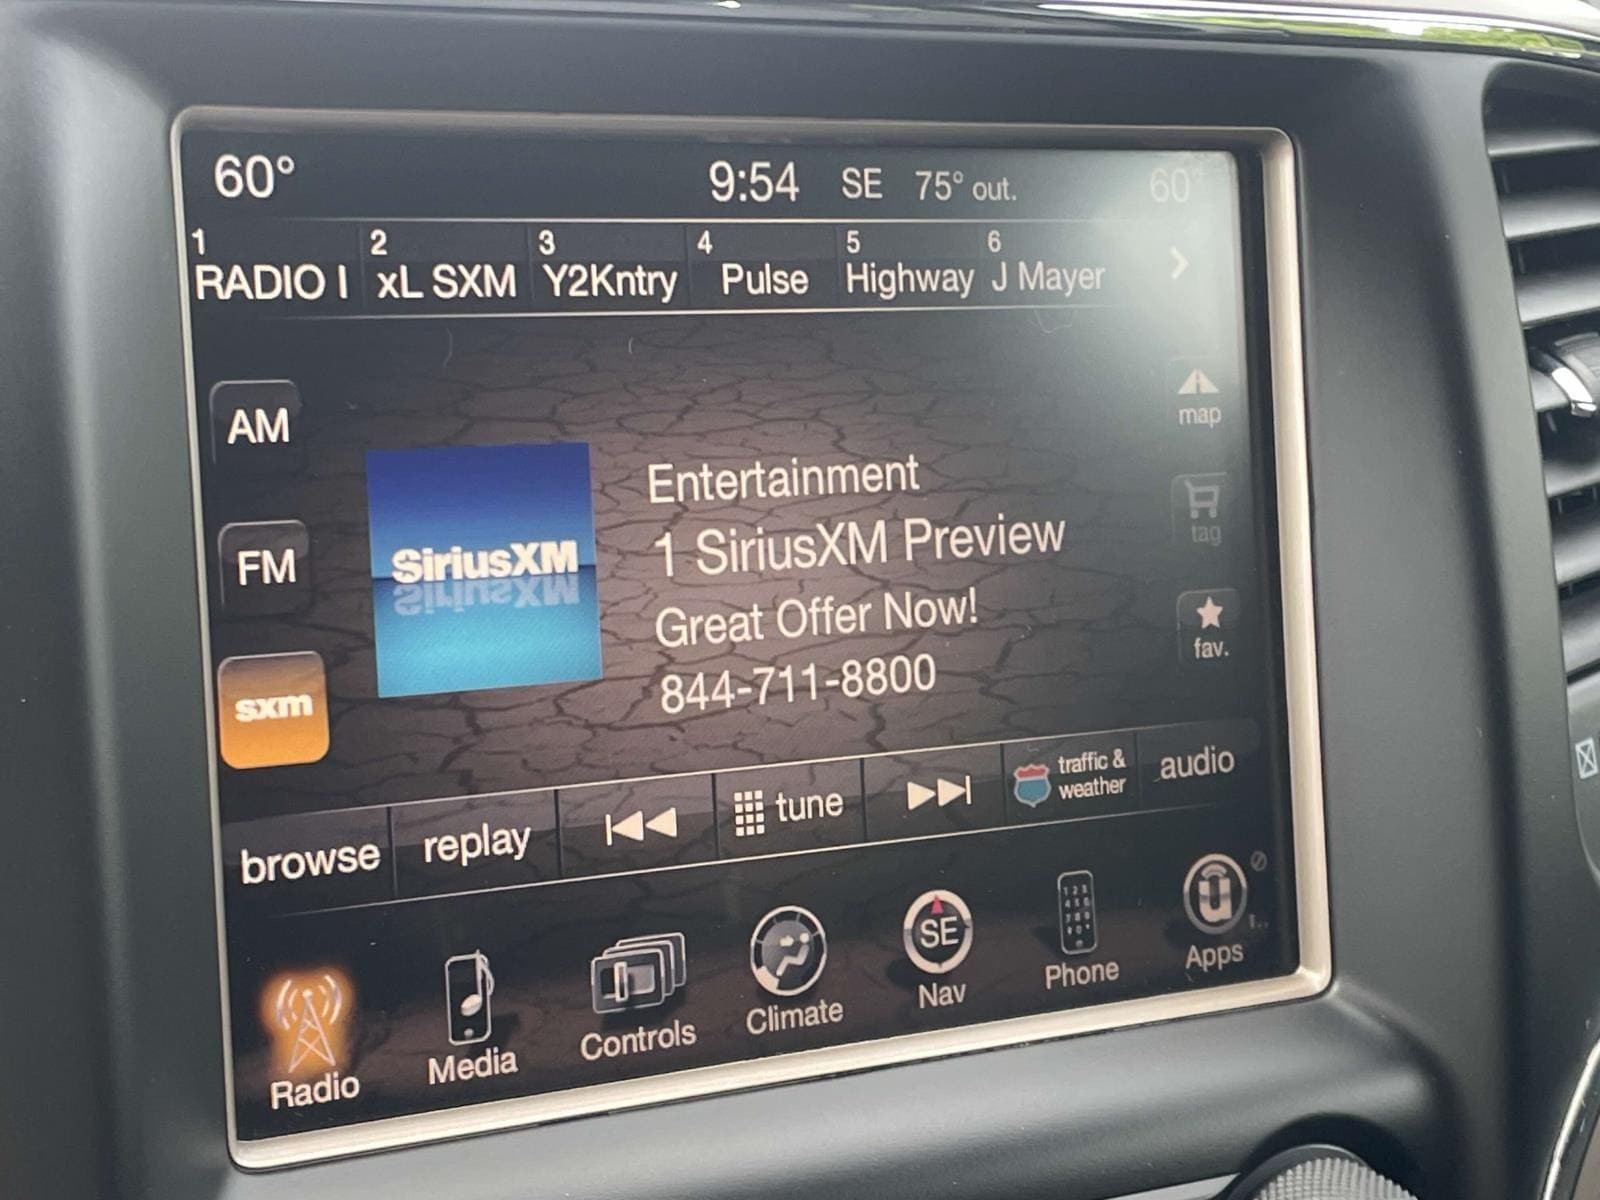 60°
9:54 SE 75° out.
60°
1 2 3 4 5 6
RADIO I xL SXM Y2Kntry Pulse Highway J Mayer
AM
map
Entertainment
SiriusXM
1 SiriusXM Preview
tag
FM
Great Offer Now!
fav.
sxm
844-711-8800
browse replay tune traffic & weather audio
SE
Radio Media Controls Climate Nav Phone Apps